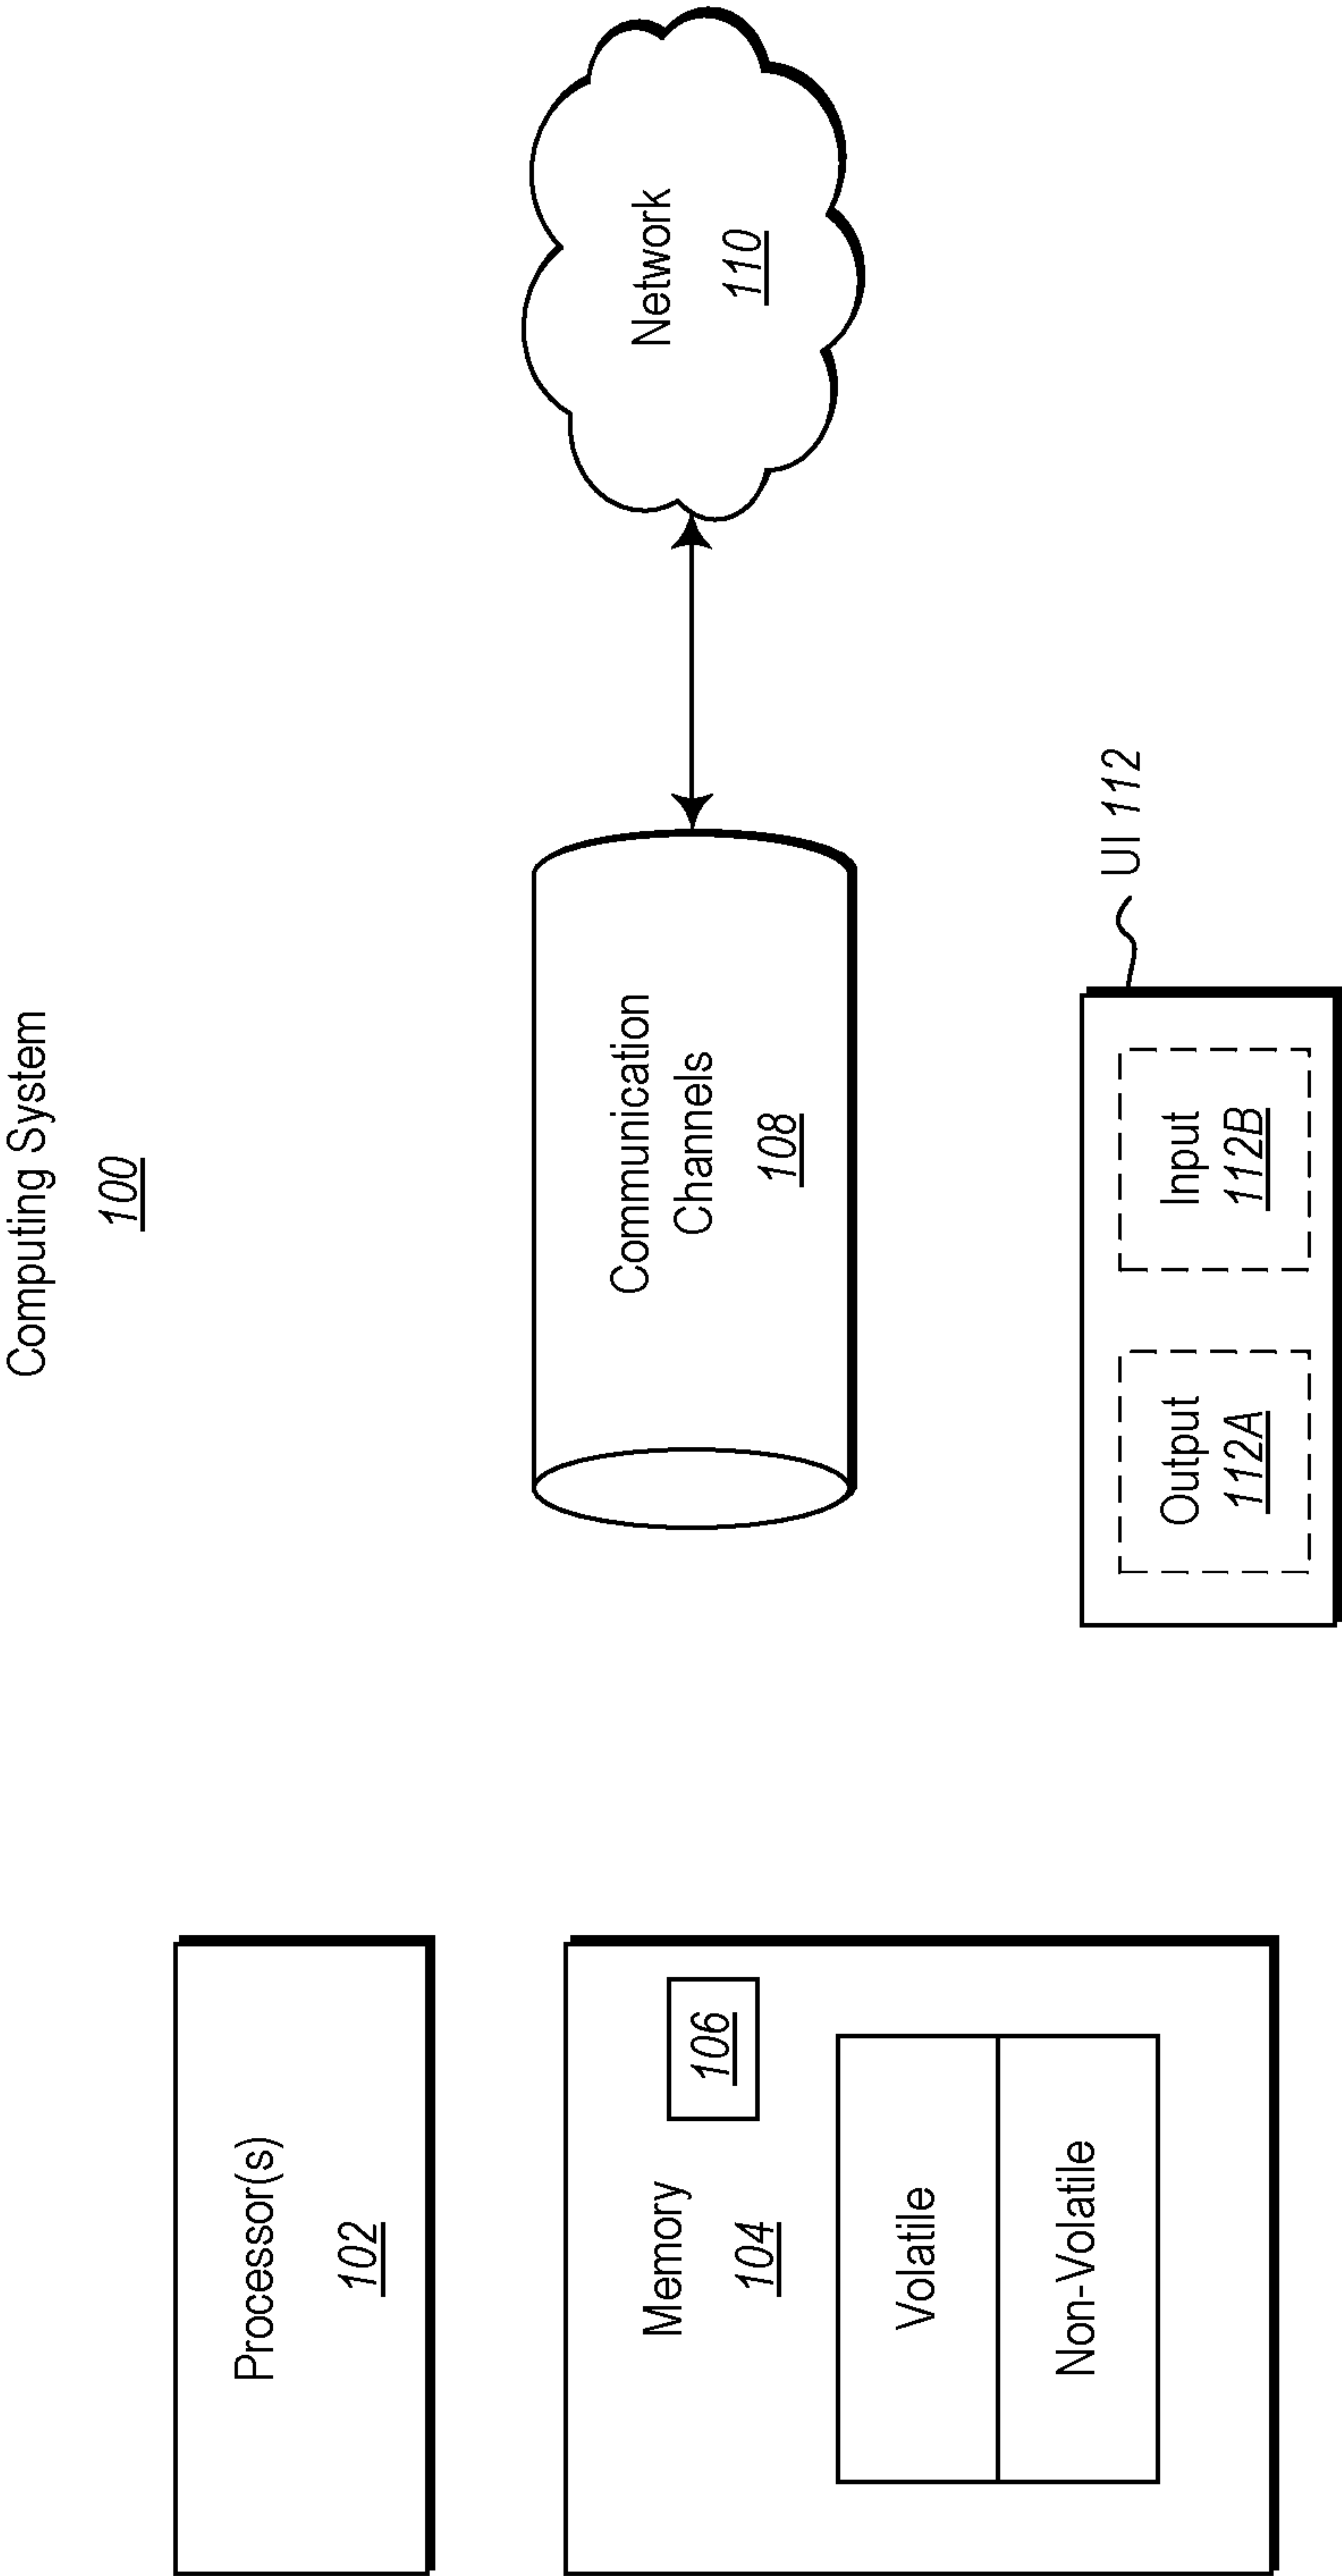 Computing System
100
Processor(s)
102
Memory
104
106
Volatile
Non-Volatile
Communication
Channels
108
Network
110
UI 112
Output
112A
Input
112B